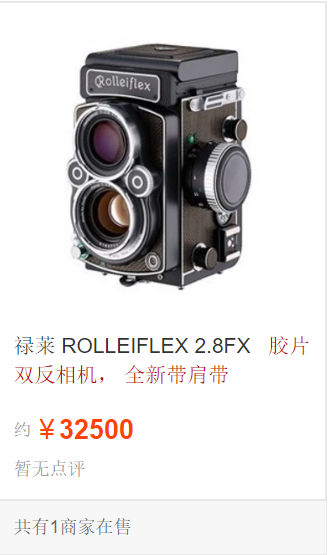 Rolleiflex
禄莱 ROLLEIFLEX 2.8FX 胶片
双反相机， 全新带肩带
约 ￥32500
暂无点评
共有1商家在售